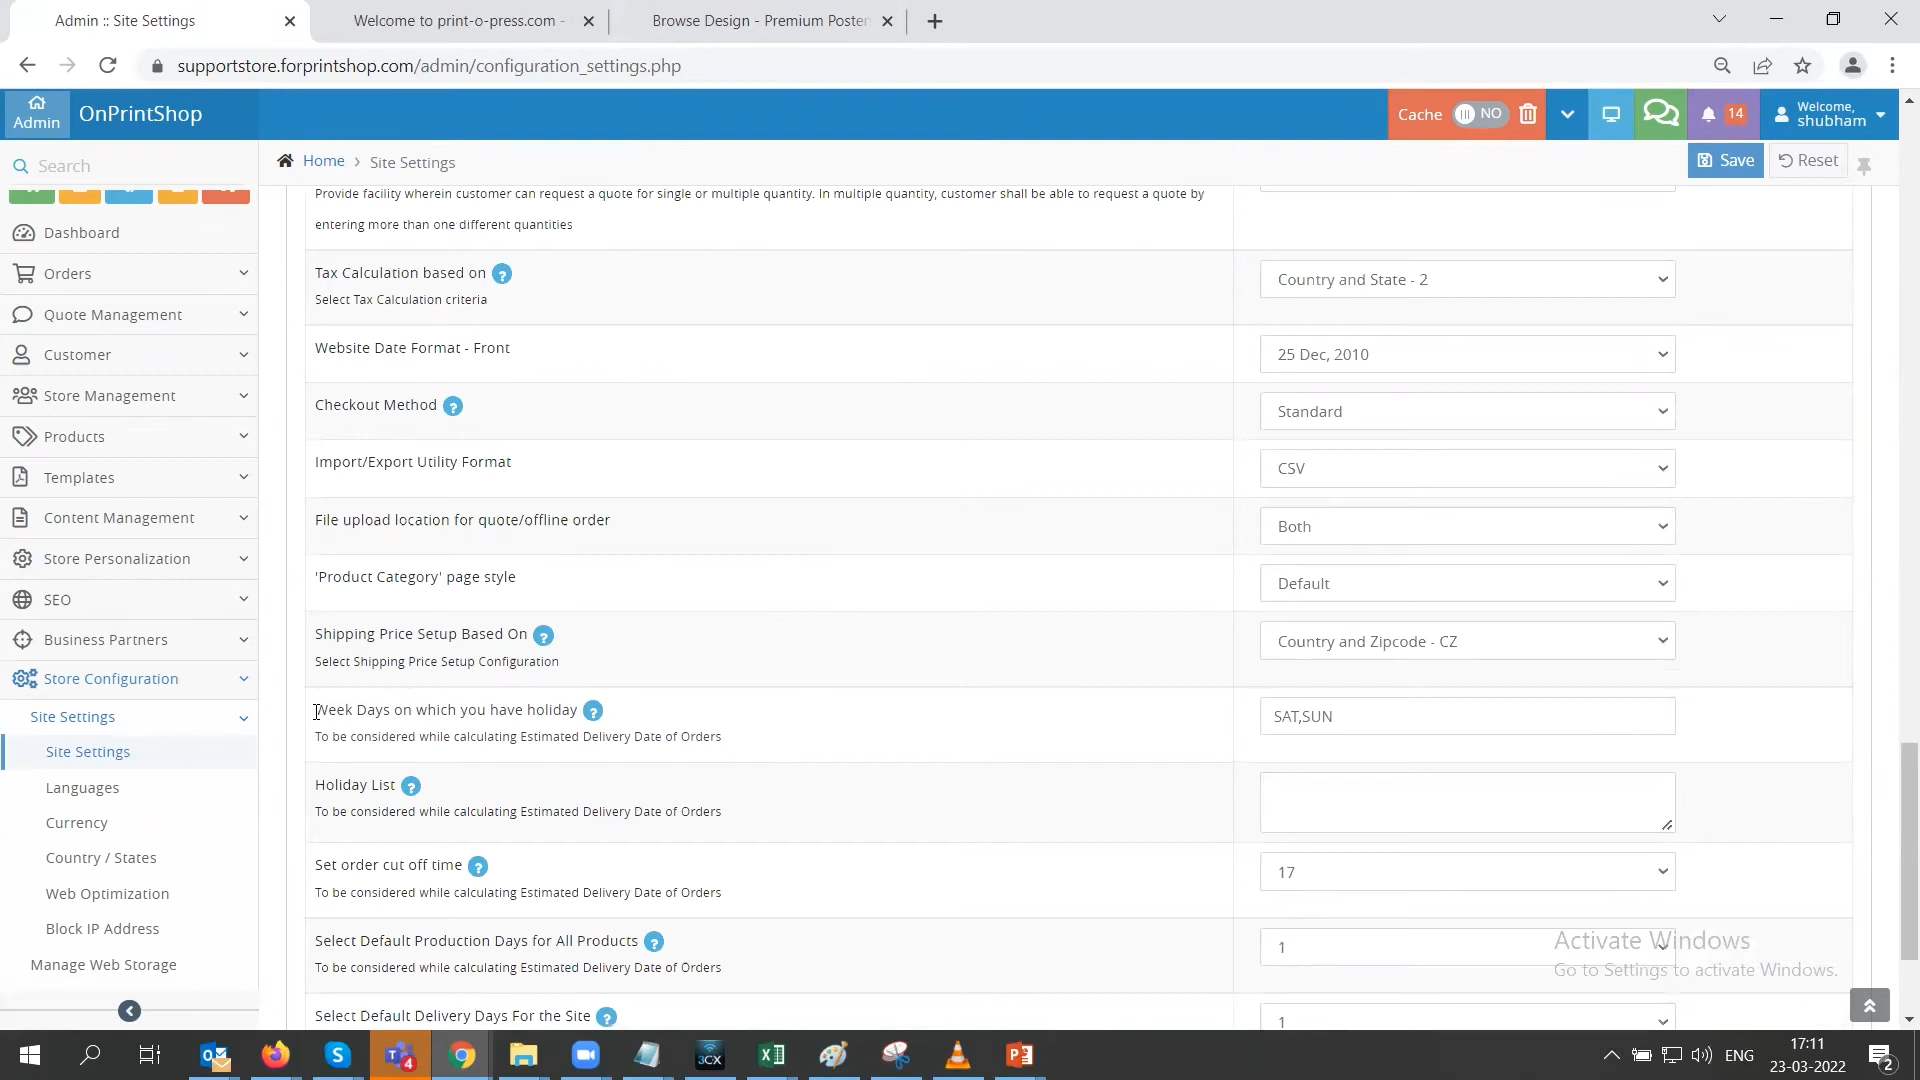 Admin :: Site Settings
Welcome to print-o-press.com -
Browse Design - Premium Poster
supportstore.forprintshop.com/admin/configuration_settings.php
Admin
OnPrintShop
Cache
NO
14
Welcome,
shubham
Search
Home
Site Settings
Save
Reset
Dashboard
Orders
Quote Management
Customer
Store Management
Products
Templates
Content Management
Store Personalization
SEO
Business Partners
Store Configuration
Site Settings
Site Settings
Languages
Currency
Country / States
Web Optimization
Block IP Address
Manage Web Storage
Provide facility wherein customer can request a quote for single or multiple quantity. In multiple quantity, customer shall be able to request a quote by
entering more than one different quantities
Tax Calculation based on ?
Select Tax Calculation criteria
Country and State - 2
Website Date Format - Front
25 Dec, 2010
Checkout Method ?
Standard
Import/Export Utility Format
CSV
File upload location for quote/offline order
Both
'Product Category' page style
Default
Shipping Price Setup Based On ?
Select Shipping Price Setup Configuration
Country and Zipcode - CZ
Week Days on which you have holiday ?
To be considered while calculating Estimated Delivery Date of Orders
SAT,SUN
Holiday List ?
To be considered while calculating Estimated Delivery Date of Orders
Set order cut off time ?
To be considered while calculating Estimated Delivery Date of Orders
17
Select Default Production Days for All Products ?
To be considered while calculating Estimated Delivery Date of Orders
1
Select Default Delivery Days For the Site ?
1
Activate Windows
Go to Settings to activate Windows.
4
3CX
ENG
17:11
23-03-2022
2